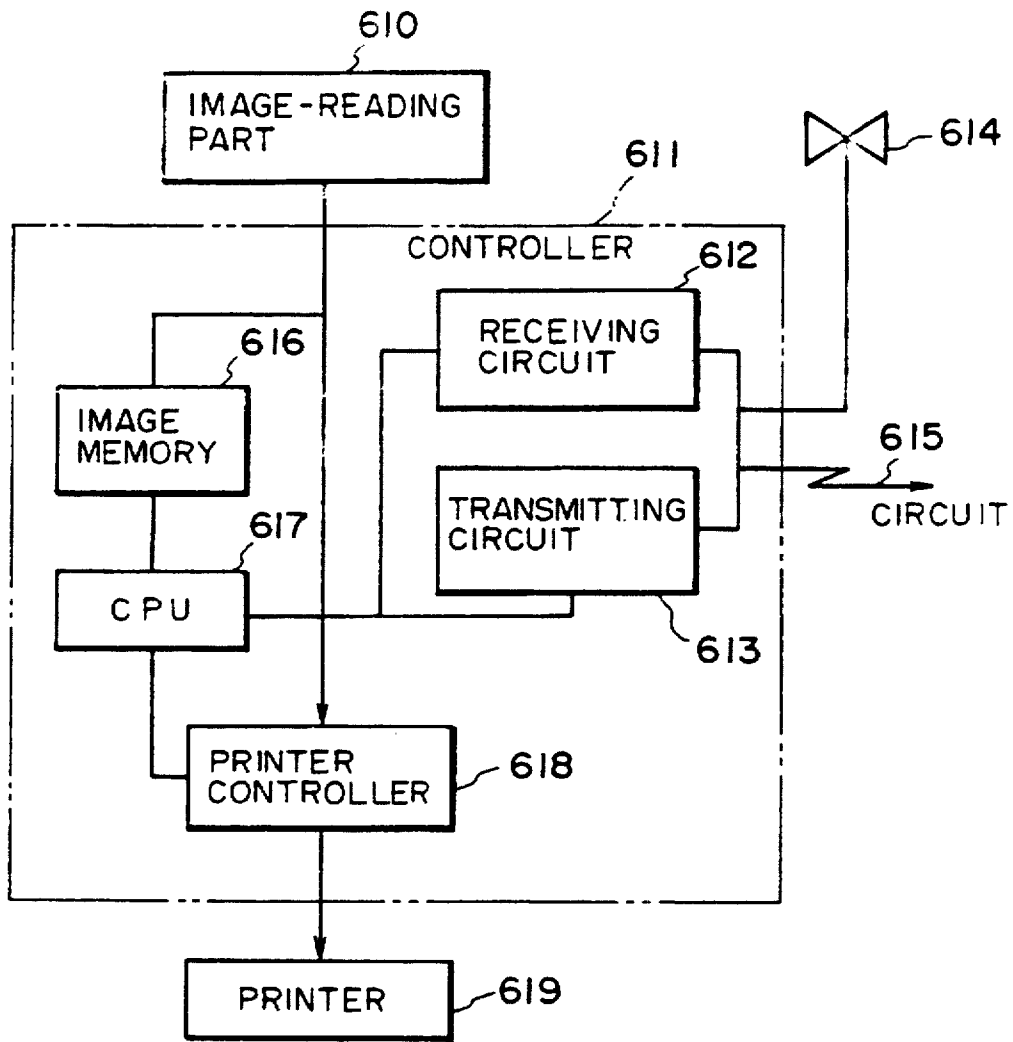 610
IMAGE-READING
PART
614
611
CONTROLLER
612
RECEIVING
CIRCUIT
616
IMAGE
MEMORY
615
CIRCUIT
TRANSMITTING
CIRCUIT
617
CPU
613
PRINTER
CONTROLLER
618
PRINTER
619